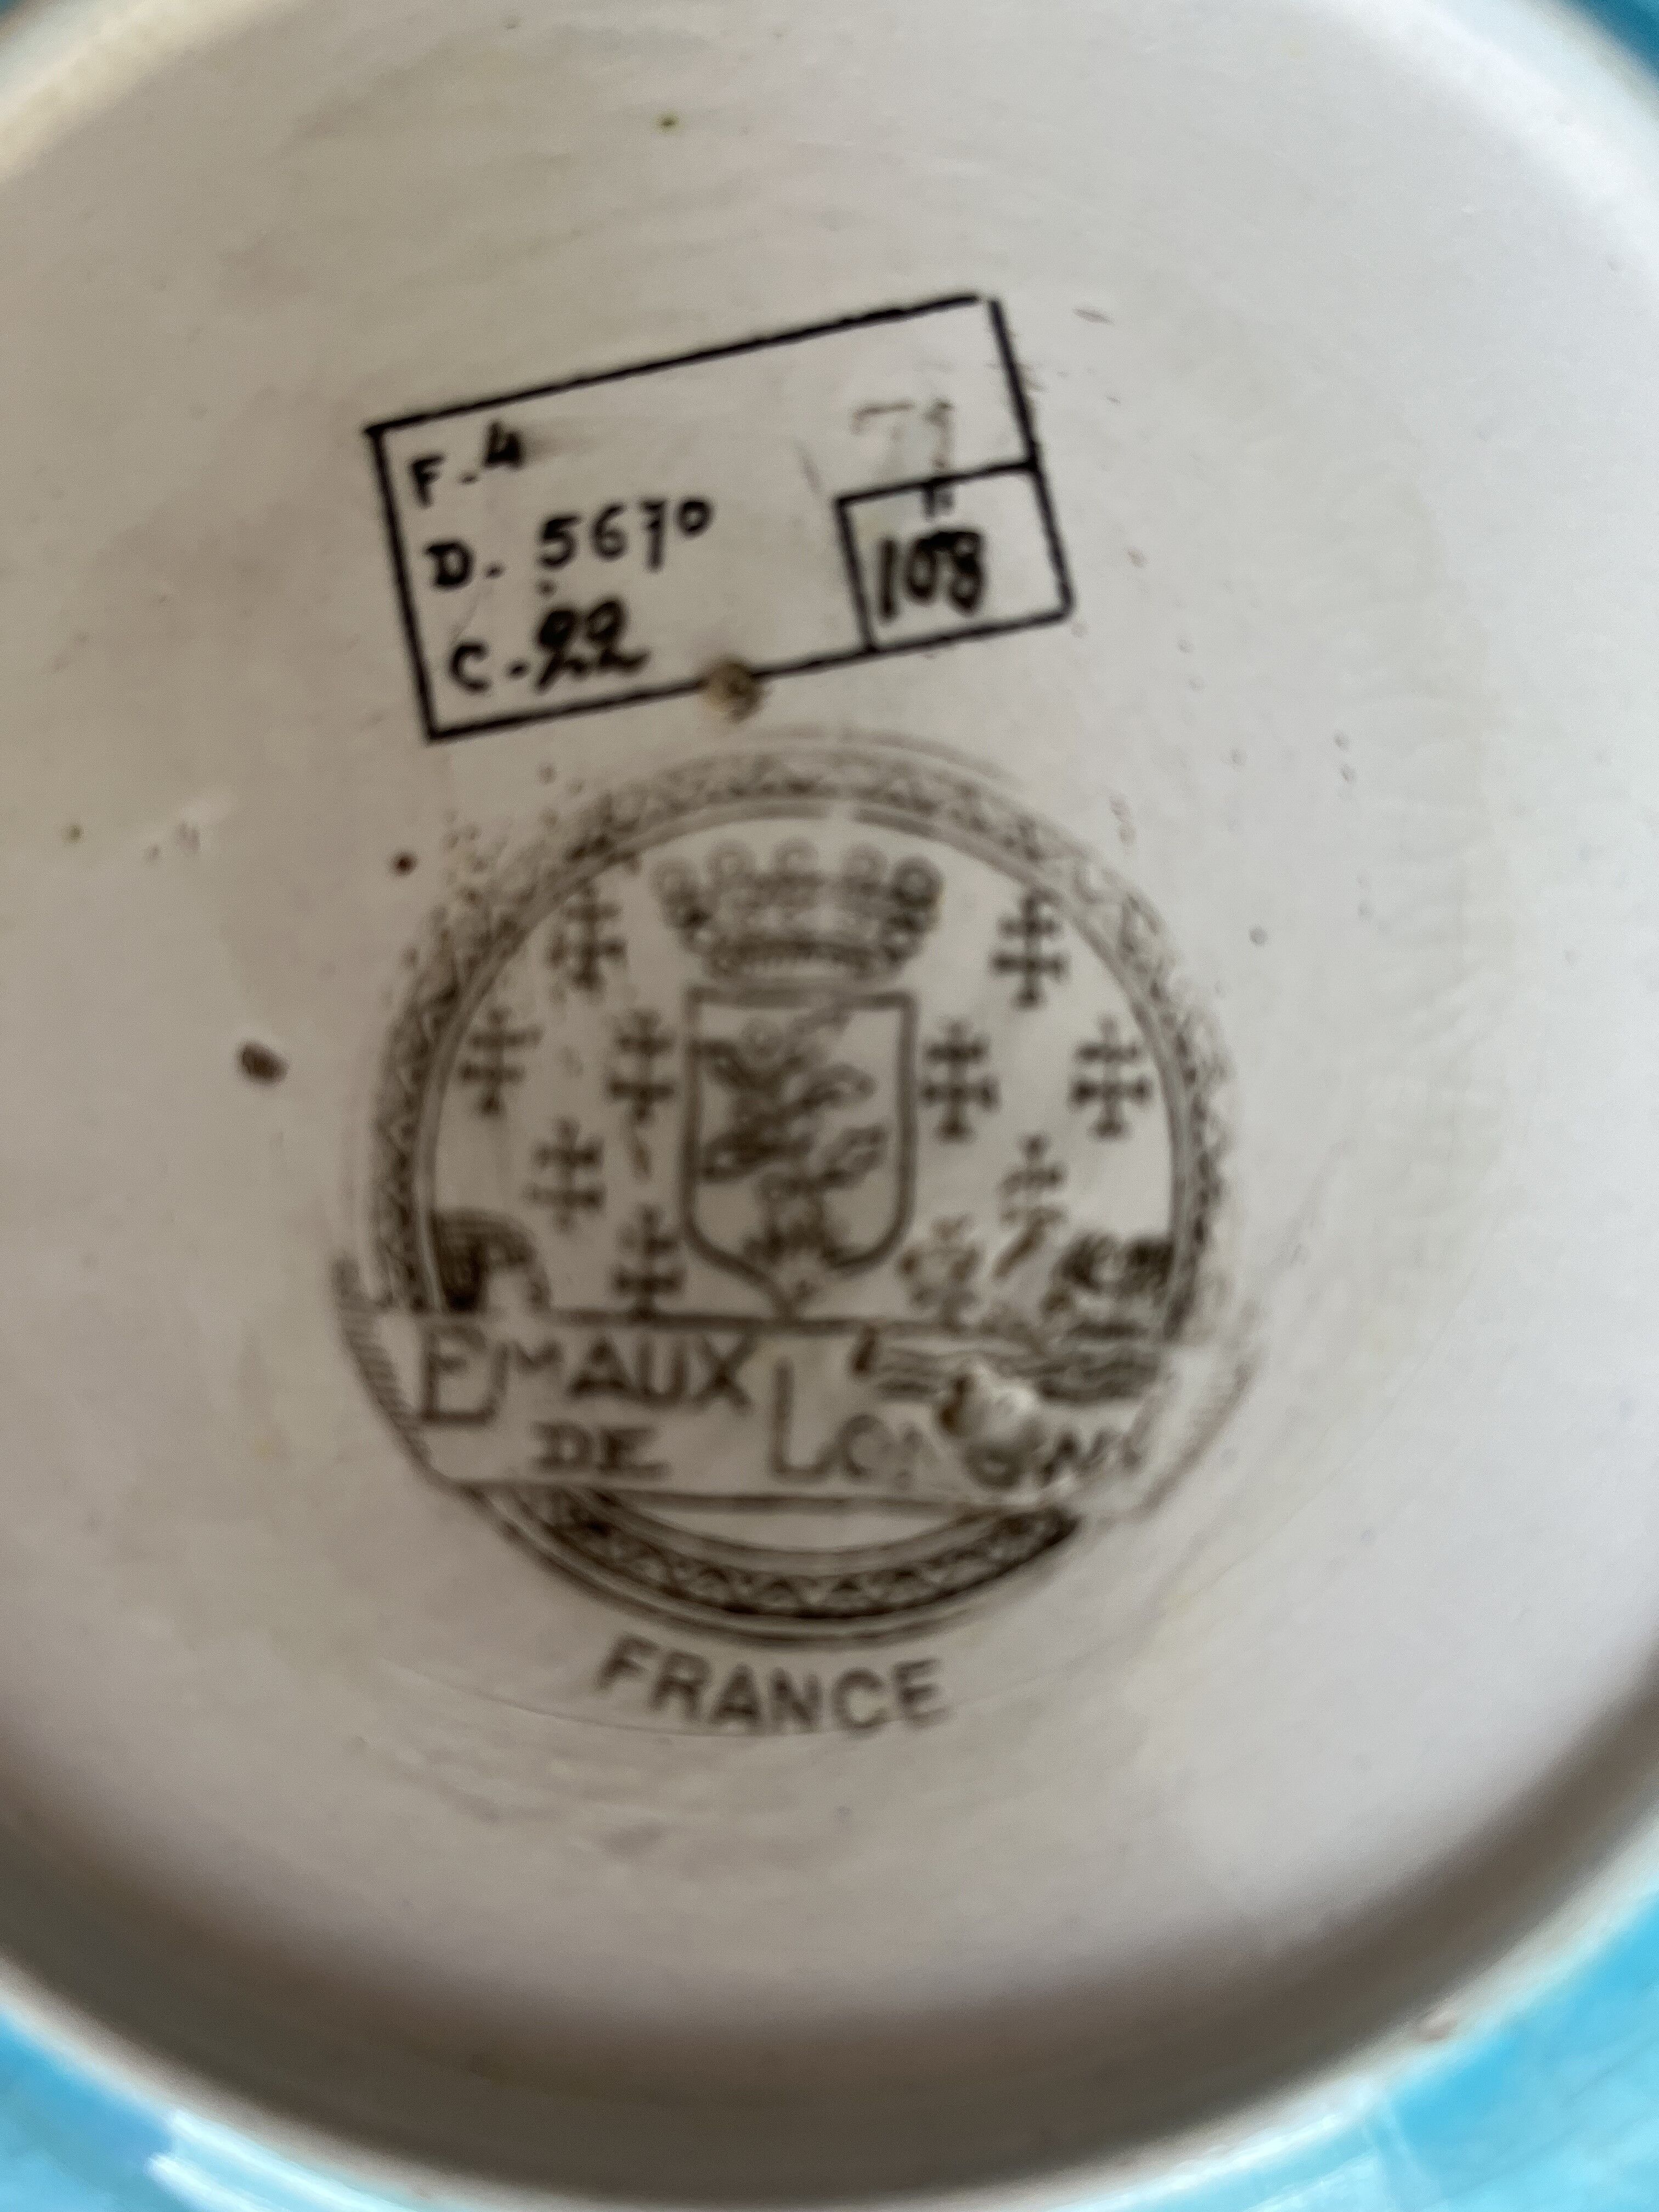 F-4
D. 5670
C-22
108
EMAUX
DE
FRANCE